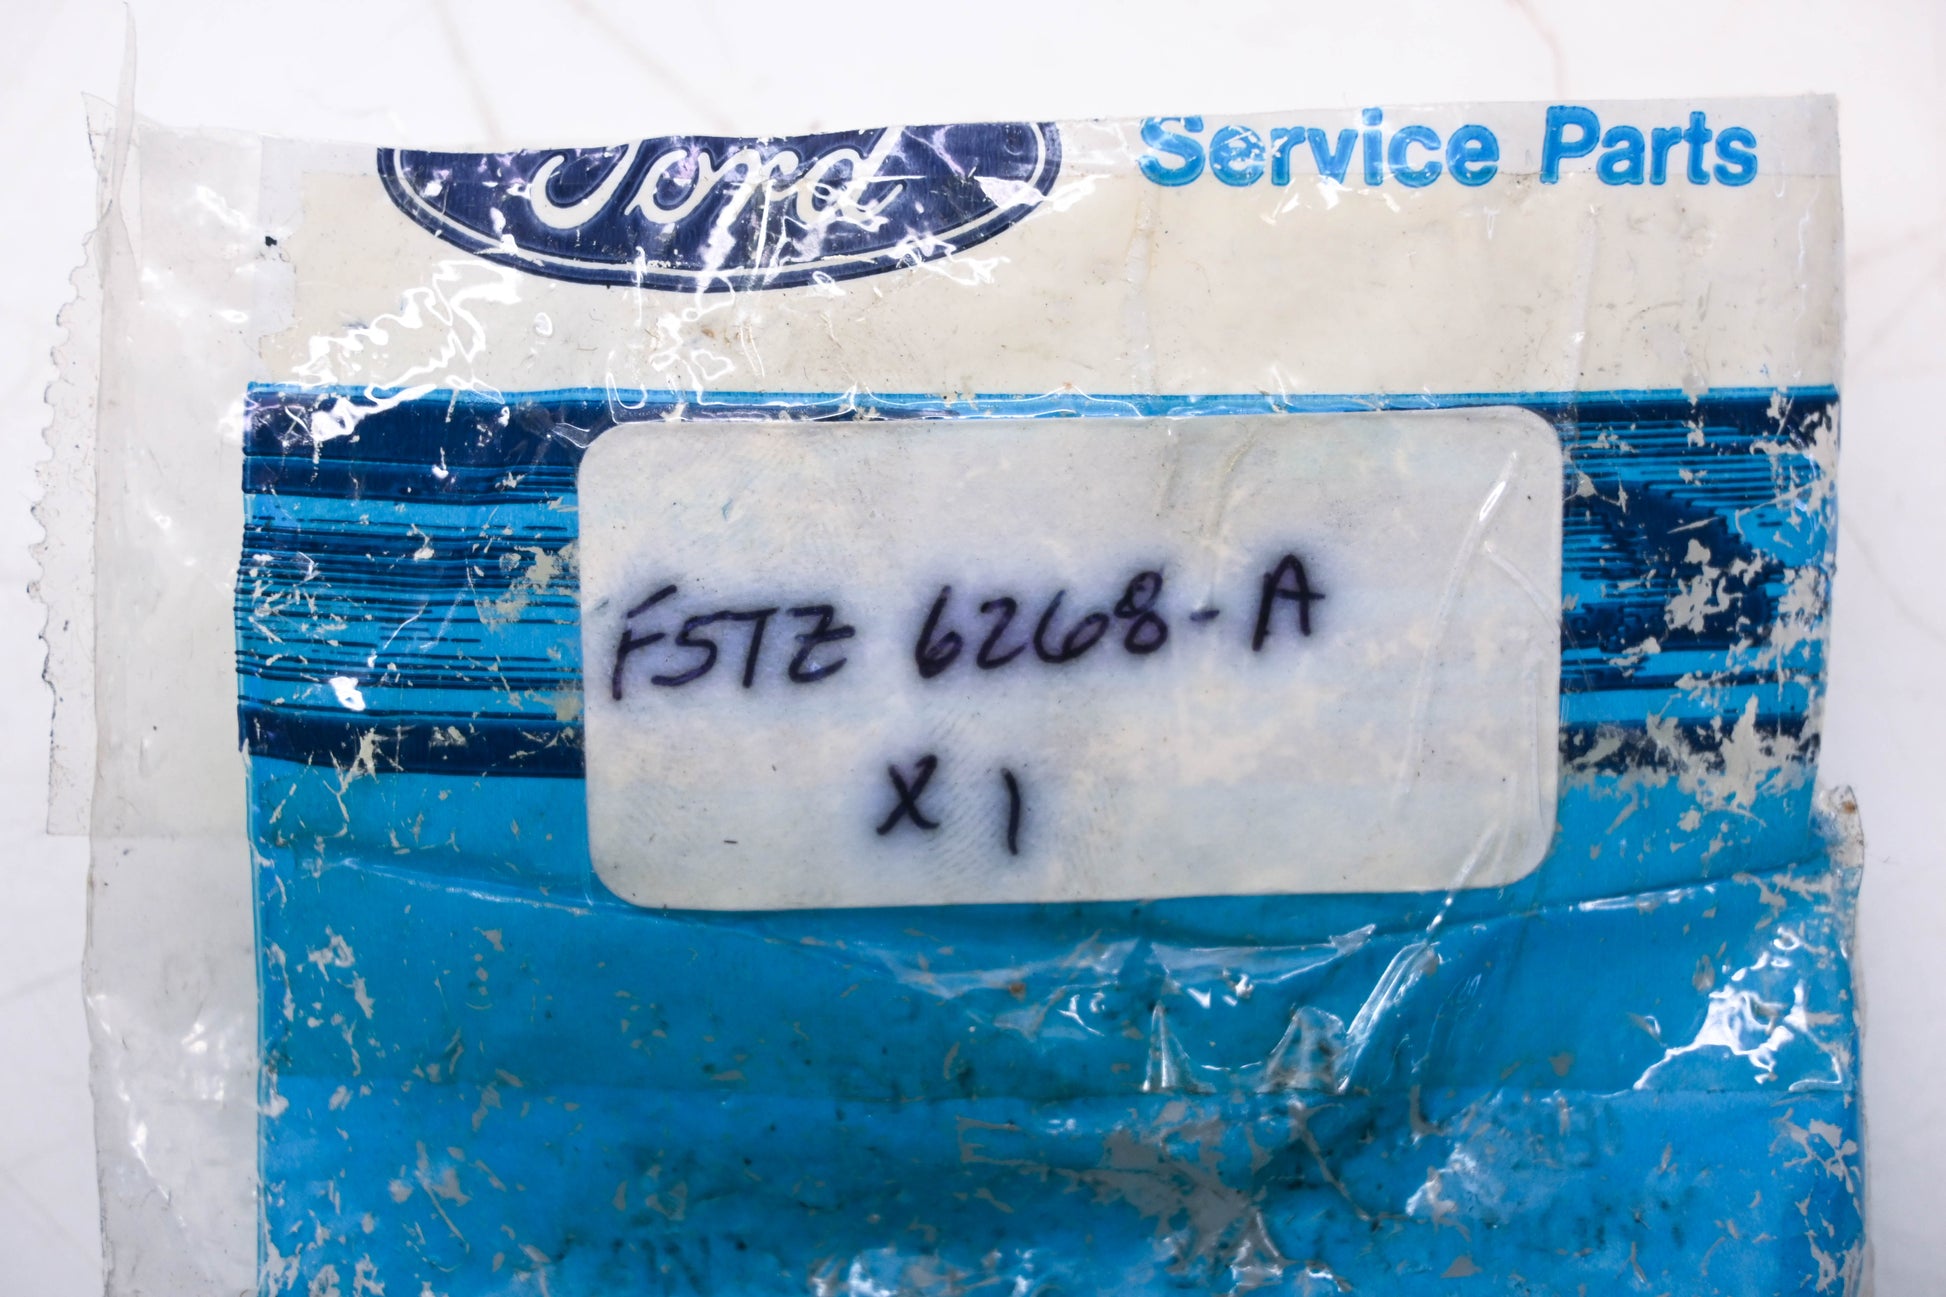 Ford Service Parts
F5TZ 6268-A
X 1